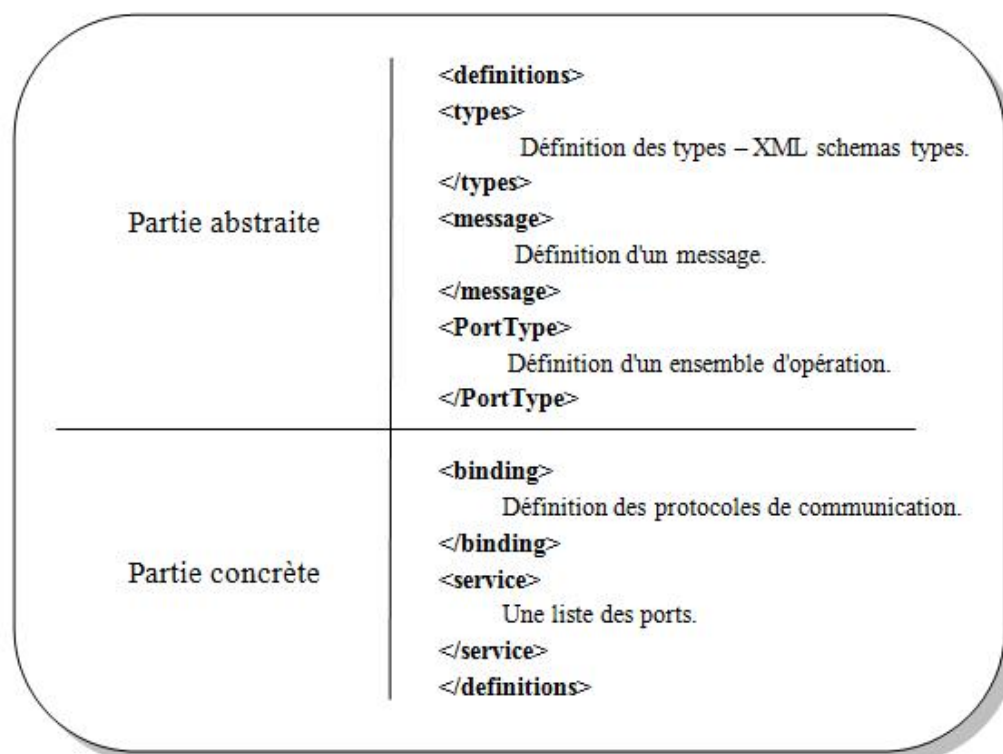 <definitions>
<types>
Définition des types – XML schemas types.
</types>
Partie abstraite
<message>
Définition d'un message.
</message>
<PortType>
Définition d'un ensemble d'opération.
</PortType>
<binding>
Définition des protocoles de communication.
</binding>
Partie concrète
<service>
Une liste des ports.
</service>
</definitions>